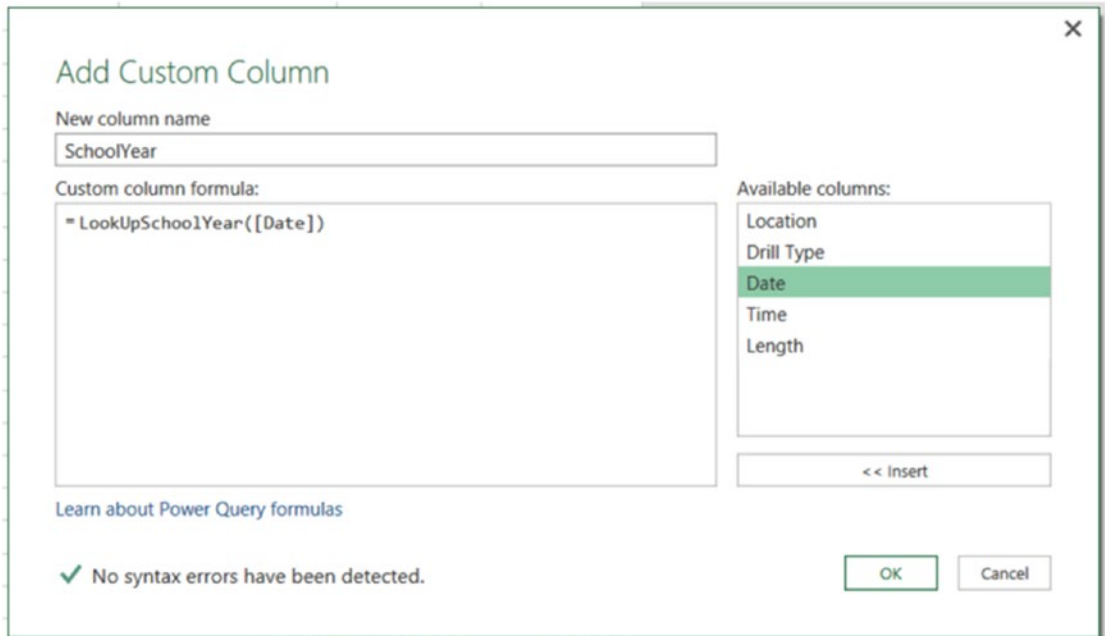 Add Custom Column
New column name
SchoolYear
Custom column formula:
= LookUpSchoolYear([Date])
Available columns:
Location
Drill Type
Date
Time
Length
<< Insert
Learn about Power Query formulas
No syntax errors have been detected.
OK
Cancel